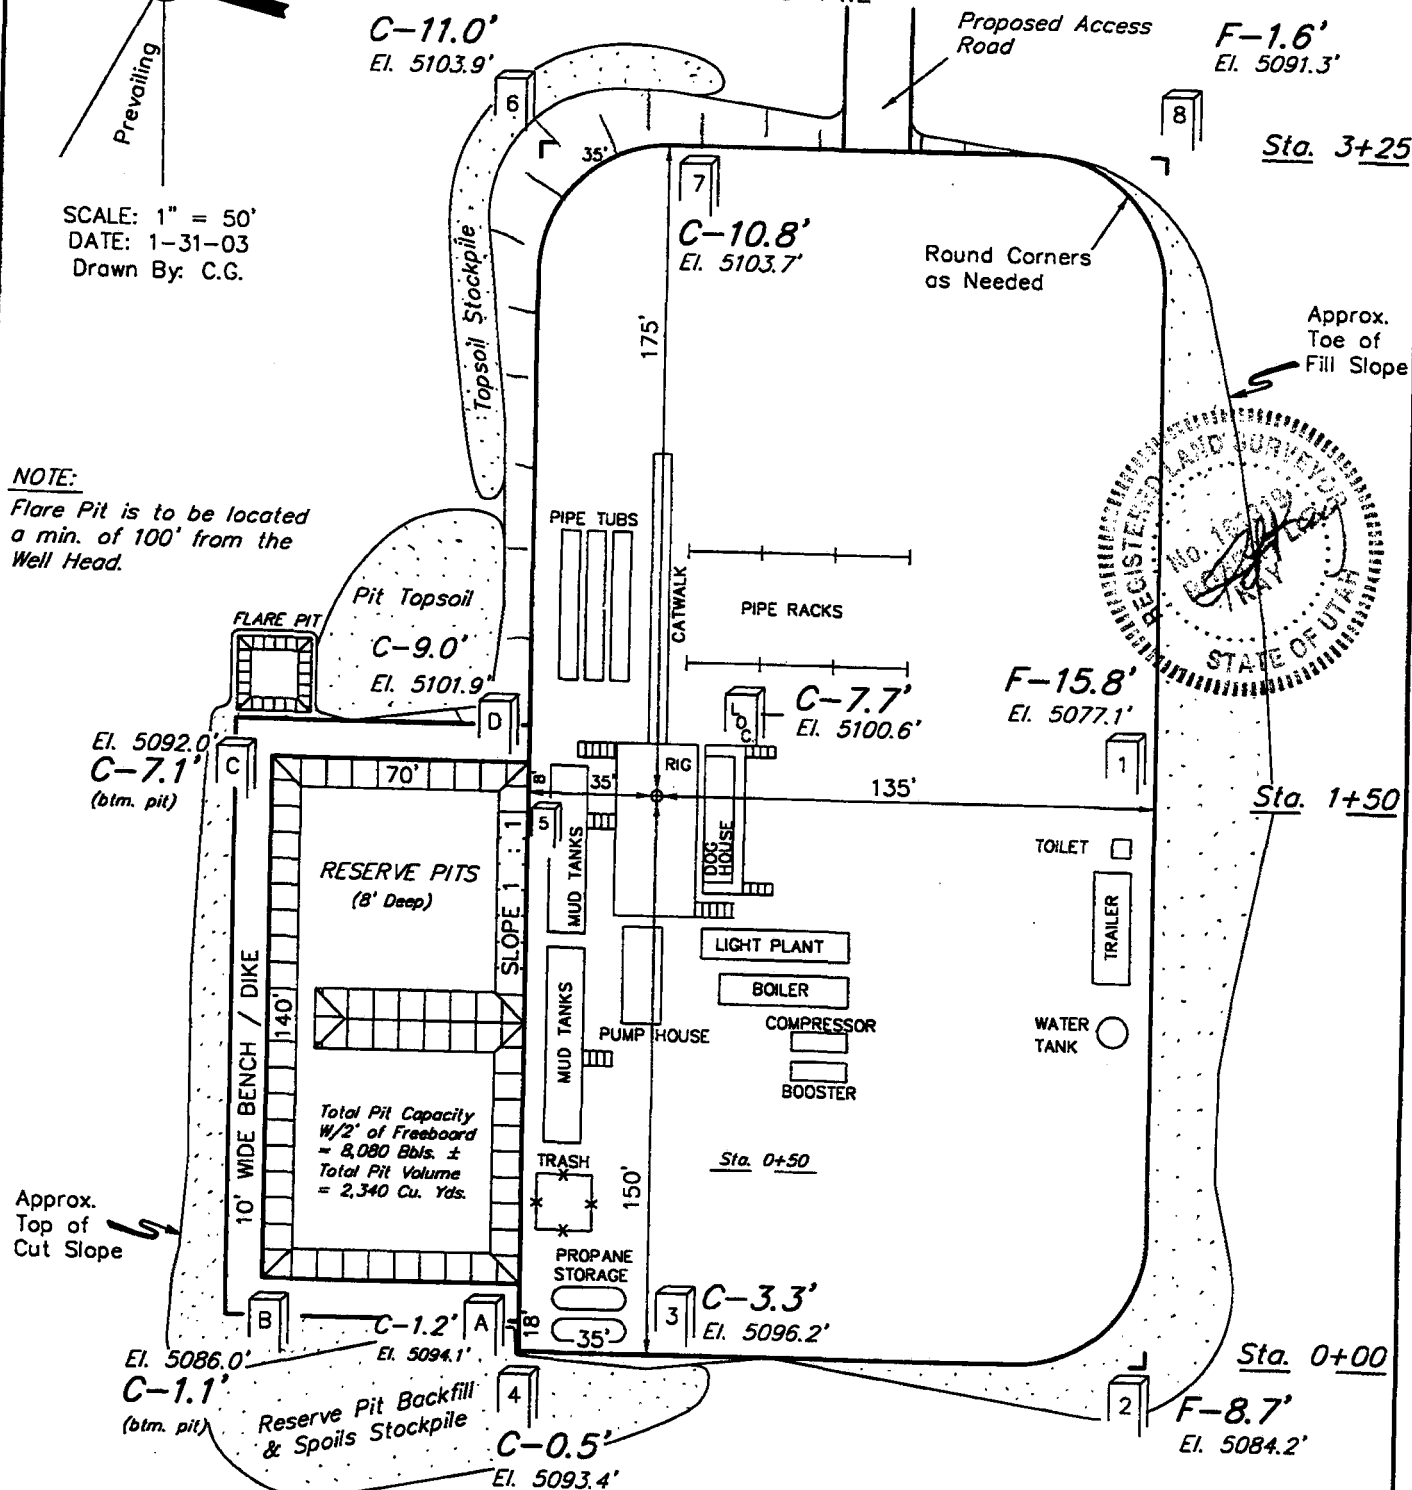 C-11.0'
El. 5103.9'
Proposed Access
Road
F-1.6'
El. 5091.3'
Prevailing
6
8
Sta. 3+25
35'
7
SCALE: 1" = 50'
DATE: 1-31-03
Drawn By: C.G.
C-10.8'
El. 5103.7'
Round Corners
as Needed
Topsoil Stockpile
175'
Approx.
Toe of
Fill Slope
REGISTERED LAND SURVEYOR
STATE OF UTAH
KAY
NOTE:
Flare Pit is to be located
a min. of 100' from the
Well Head.
PIPE TUBS
CATWALK
PIPE RACKS
Pit Topsoil
FLARE PIT
C-9.0'
El. 5101.9'
D
LOC.
C-7.7'
El. 5100.6'
F-15.8'
El. 5077.1'
El. 5092.0'
C-7.1'
(btm. pit)
C
70'
8'
35'
RIG
135'
1
Sta. 1+50
5
MUD TANKS
DOG
HOUSE
TOILET
RESERVE PITS
(8' Deep)
SLOPE 1 : 1
TRAILER
LIGHT PLANT
BOILER
10' WIDE BENCH / DIKE
140'
MUD TANKS
PUMP HOUSE
COMPRESSOR
BOOSTER
WATER
TANK
Total Pit Capacity
W/2' of Freeboard
= 8,080 Bbls. ±
Total Pit Volume
= 2,340 Cu. Yds.
TRASH
150'
Sta. 0+50
Approx.
Top of
Cut Slope
PROPANE
STORAGE
B
C-1.2'
El. 5094.1'
A
18'
35'
3
C-3.3'
El. 5096.2'
El. 5086.0'
C-1.1'
(btm. pit)
Reserve Pit Backfill
& Spoils Stockpile
4
C-0.5'
El. 5093.4'
Sta. 0+00
2
F-8.7'
El. 5084.2'